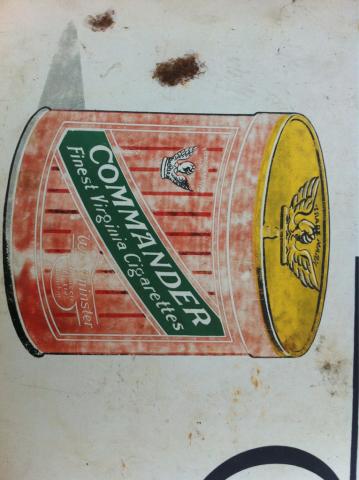 COMMANDER
Finest Virginia Cigarettes
Westminster